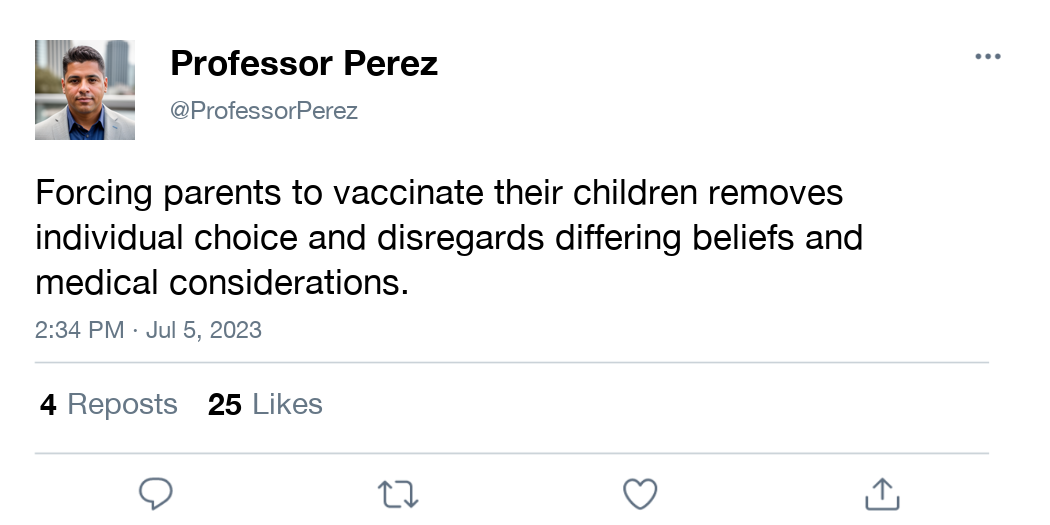 Professor Perez
@ProfessorPerez
Forcing parents to vaccinate their children removes
individual choice and disregards differing beliefs and
medical considerations.
2:34 PM · Jul 5, 2023
4 Reposts 25 Likes